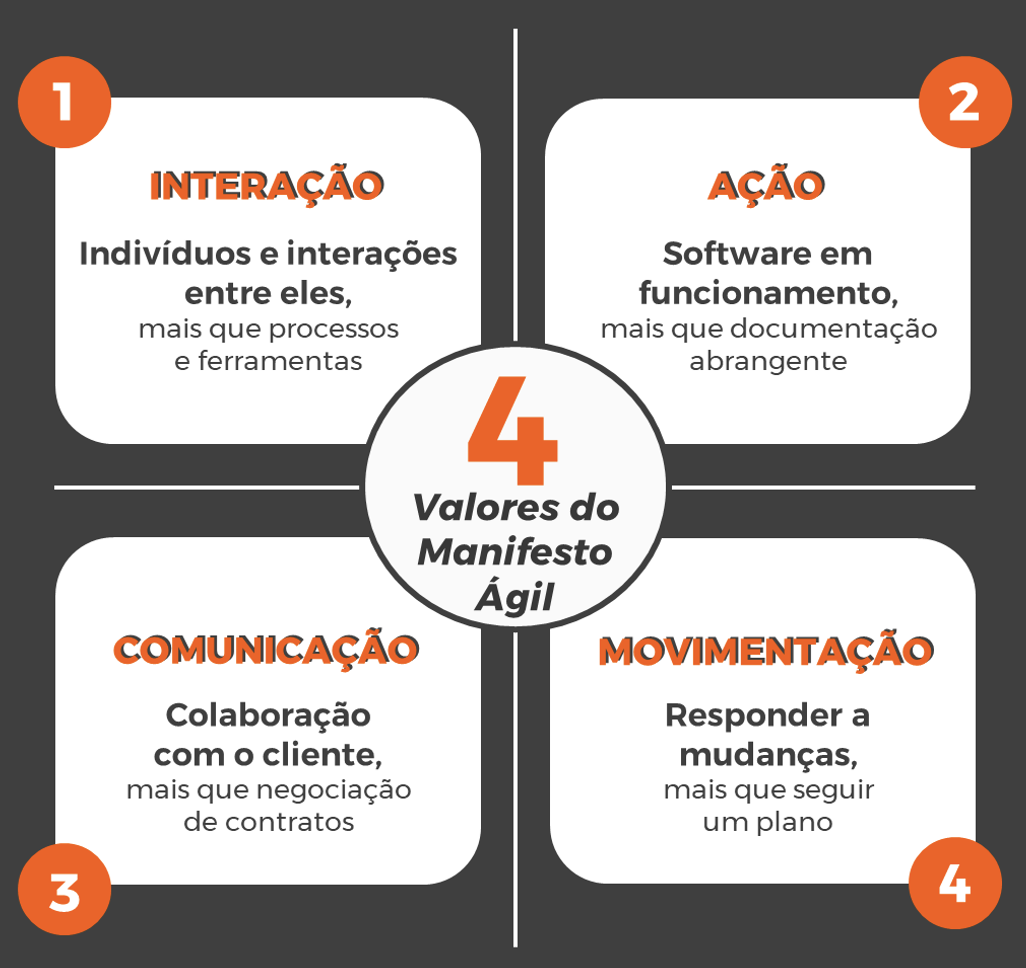 1
INTERAÇÃO
Indivíduos e interações
entre eles,
mais que processos
e ferramentas
2
AÇÃO
Software em
funcionamento,
mais que documentação
abrangente
4
Valores do
Manifesto
Ágil
COMUNICAÇÃO
Colaboração
com o cliente,
mais que negociação
de contratos
3
MOVIMENTAÇÃO
Responder a
mudanças,
mais que seguir
um plano
4